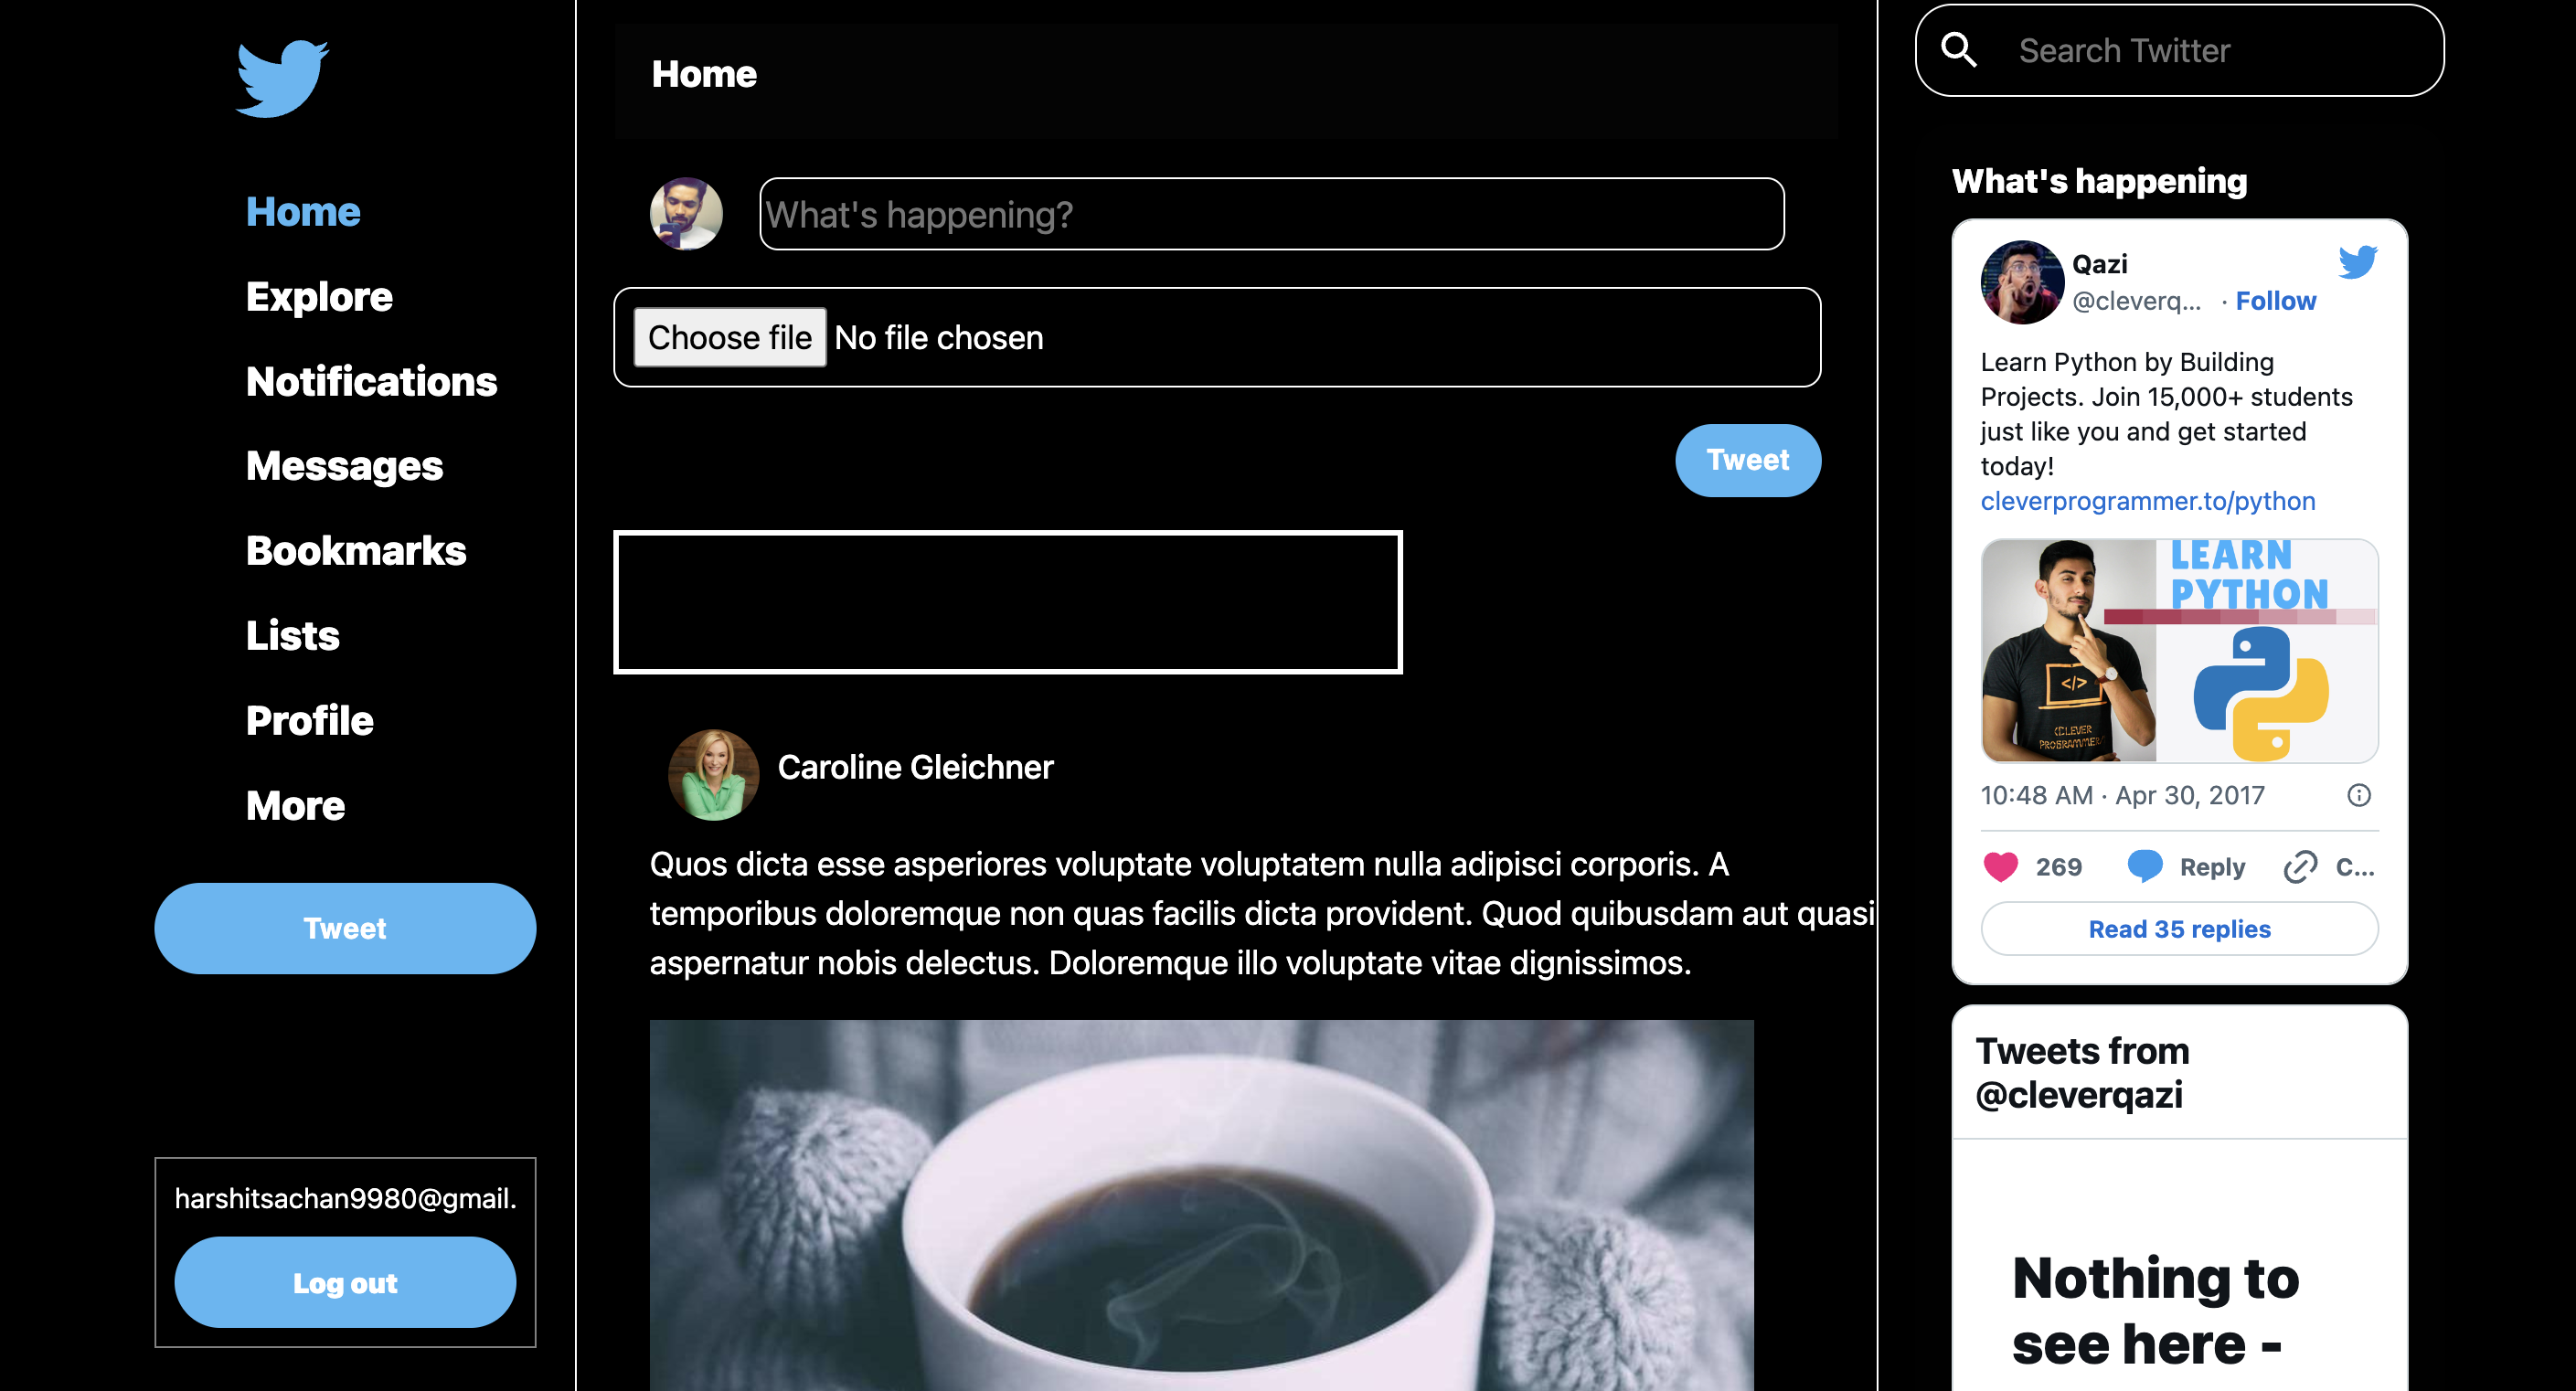 Home
Explore
Notifications
Messages
Bookmarks
Lists
Profile
More
Tweet
harshitsachan9980@gmail.
Log out
Home
What's happening?
Choose file No file chosen
Tweet
Caroline Gleichner
Quos dicta esse asperiores voluptate voluptatem nulla adipisci corporis. A
temporibus doloremque non quas facilis dicta provident. Quod quibusdam aut quasi
aspernatur nobis delectus. Doloremque illo voluptate vitae dignissimos.
Search Twitter
What's happening
Qazi
@cleverq... · Follow
Learn Python by Building
Projects. Join 15,000+ students
just like you and get started
today!
cleverprogrammer.to/python
LEARN
PYTHON
</>
CLEVER
PROGRAMMER
10:48 AM · Apr 30, 2017
269 Reply C...
Read 35 replies
Tweets from
@cleverqazi
Nothing to
see here -